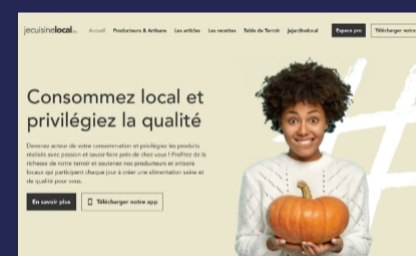 jecuisinelocal
Accueil Producteurs & Artisans Les articles Les recettes Table de Terroir Jejardinelocal Espace pro Télécharger notre
Consommez local et
privilégiez la qualité
Devenez acteur de votre consommation et privilégiez les produits
réalisés avec passion et savoir-faire près de chez vous ! Profitez de la
richesse de notre terroir et soutenez nos producteurs et artisans
locaux qui participent chaque jour à créer une alimentation saine et
de qualité pour vous.
En savoir plus Télécharger notre app